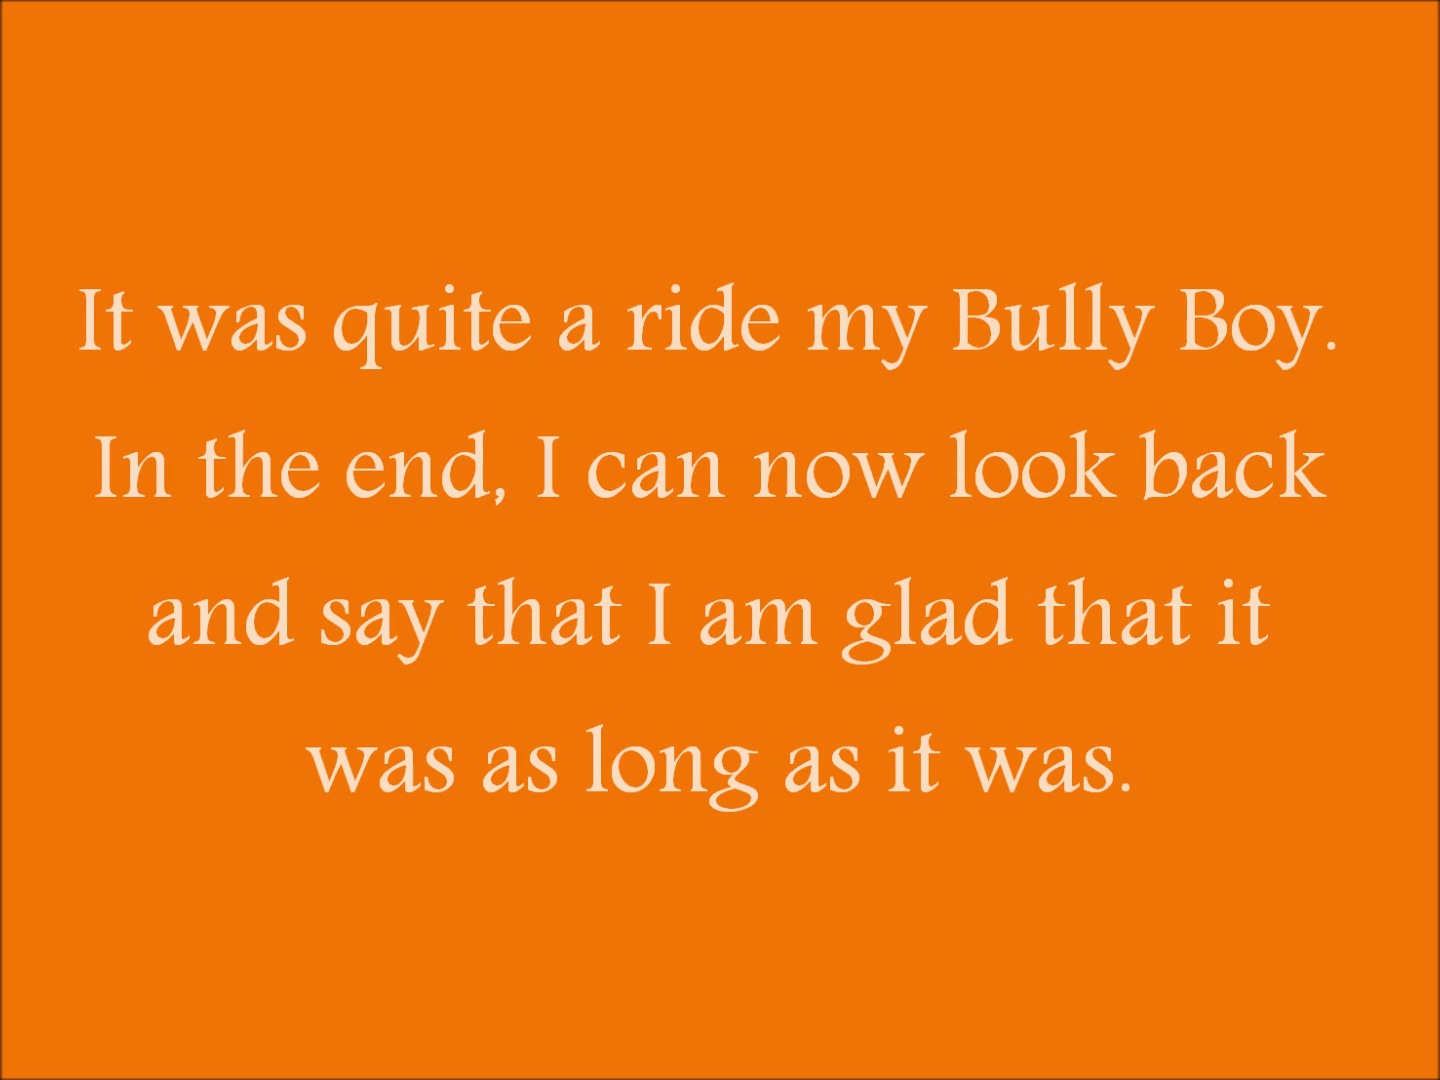 It was quite a ride my Bully Boy.
In the end, I can now look back
and say that I am glad that it
was as long as it was.